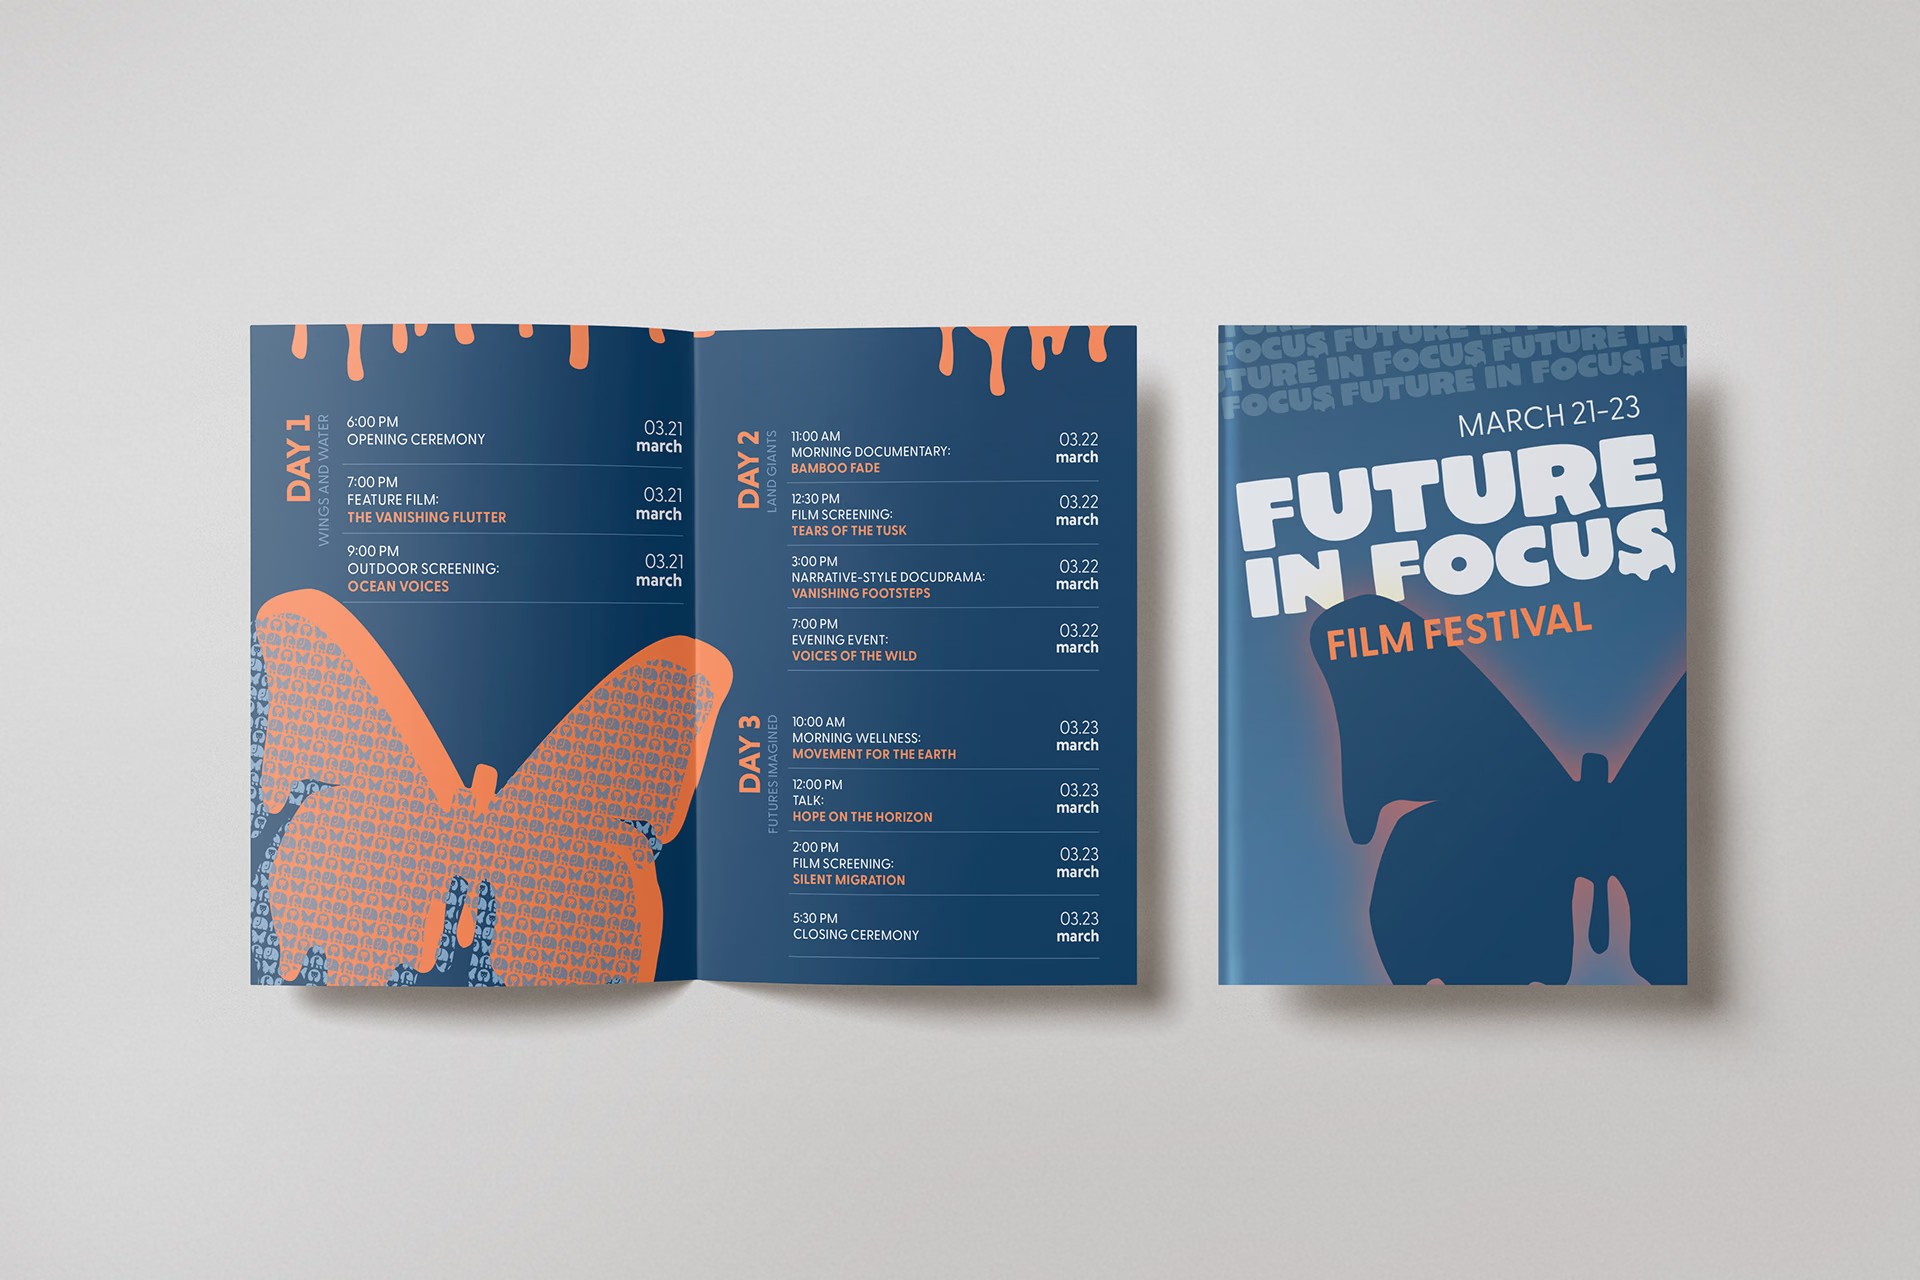 DAY 1
WINGS AND WATER
6:00 PM
OPENING CEREMONY
03.21
march
7:00 PM
FEATURE FILM:
THE VANISHING FLUTTER
03.21
march
9:00 PM
OUTDOOR SCREENING:
OCEAN VOICES
03.21
march
DAY 2
LAND GIANTS
11:00 AM
MORNING DOCUMENTARY:
BAMBOO FADE
03.22
march
12:30 PM
FILM SCREENING:
TEARS OF THE TUSK
03.22
march
3:00 PM
NARRATIVE-STYLE DOCUDRAMA:
VANISHING FOOTSTEPS
03.22
march
7:00 PM
EVENING EVENT:
VOICES OF THE WILD
03.22
march
DAY 3
FUTURES IMAGINED
10:00 AM
MORNING WELLNESS:
MOVEMENT FOR THE EARTH
03.23
march
12:00 PM
TALK:
HOPE ON THE HORIZON
03.23
march
2:00 PM
FILM SCREENING:
SILENT MIGRATION
03.23
march
5:30 PM
CLOSING CEREMONY
03.23
march
FOCUS FUTURE IN
TURE IN FOCUS FUTURE IN
FOCUS FUTURE IN FOCUS FU
MARCH 21-23
FUTURE
IN FOCUS
FILM FESTIVAL